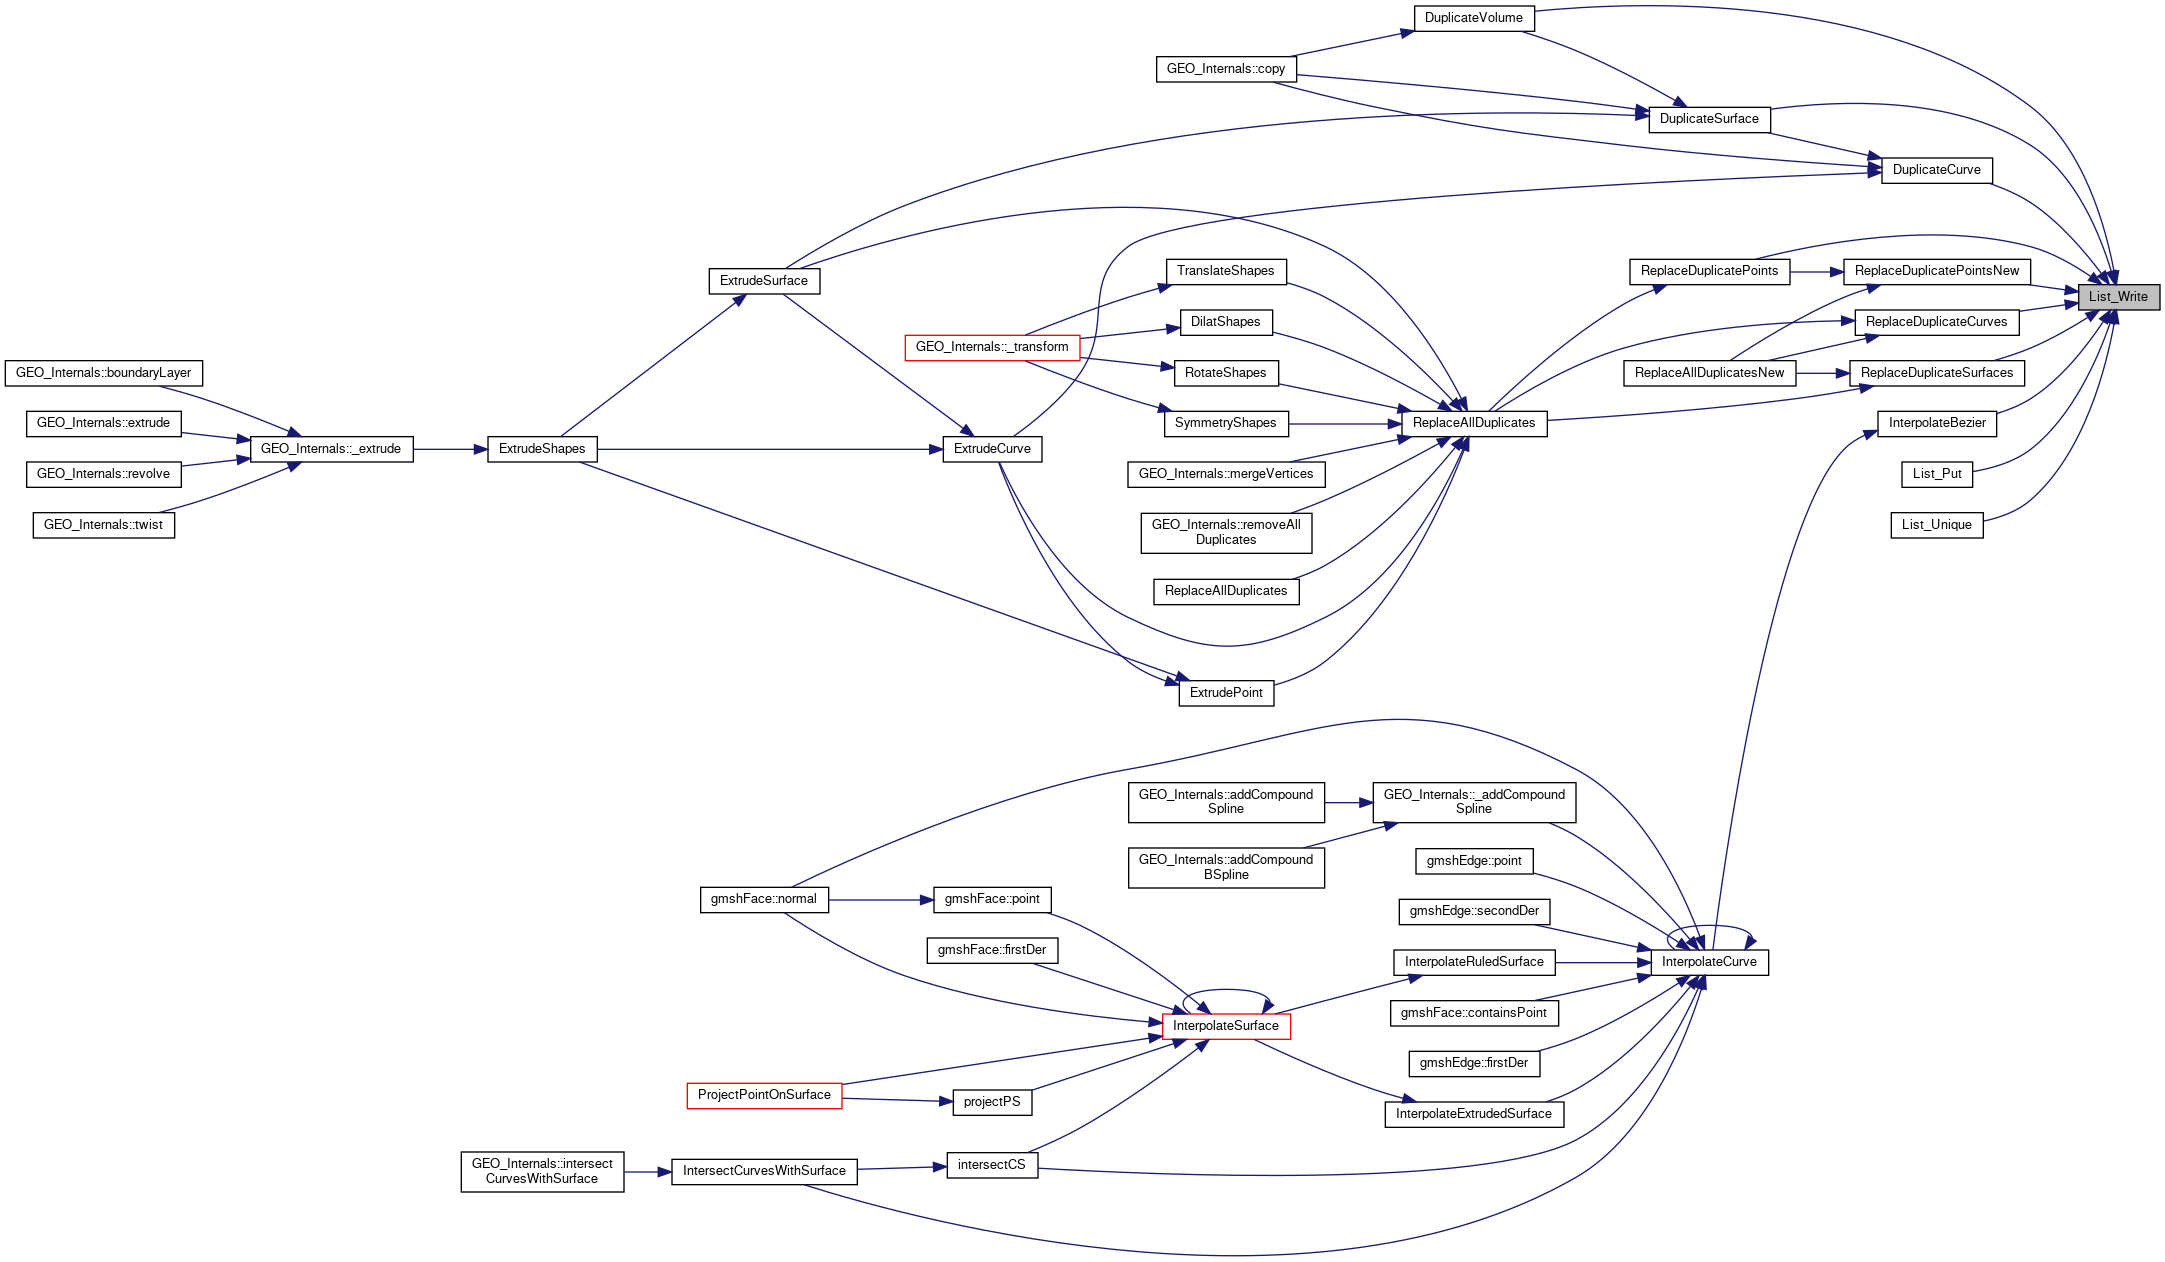 DuplicateVolume
GEO_Internals::copy
DuplicateSurface
DuplicateCurve
ExtrudeSurface
TranslateShapes
ReplaceDuplicatePoints
ReplaceDuplicatePointsNew
List_Write
DilatShapes
ReplaceDuplicateCurves
GEO_Internals::_transform
GEO_Internals::boundaryLayer
RotateShapes
ReplaceAllDuplicatesNew
ReplaceDuplicateSurfaces
GEO_Internals::extrude
SymmetryShapes
ReplaceAllDuplicates
InterpolateBezier
GEO_Internals::_extrude
ExtrudeShapes
ExtrudeCurve
GEO_Internals::revolve
GEO_Internals::mergeVertices
List_Put
GEO_Internals::twist
GEO_Internals::removeAll
Duplicates
List_Unique
ReplaceAllDuplicates
ExtrudePoint
GEO_Internals::addCompound
Spline
GEO_Internals::_addCompound
Spline
GEO_Internals::addCompound
BSpline
gmshEdge::point
gmshFace::normal
gmshFace::point
gmshEdge::secondDer
gmshFace::firstDer
InterpolateRuledSurface
InterpolateCurve
gmshFace::containsPoint
InterpolateSurface
gmshEdge::firstDer
ProjectPointOnSurface
projectPS
InterpolateExtrudedSurface
GEO_Internals::intersect
CurvesWithSurface
IntersectCurvesWithSurface
intersectCS